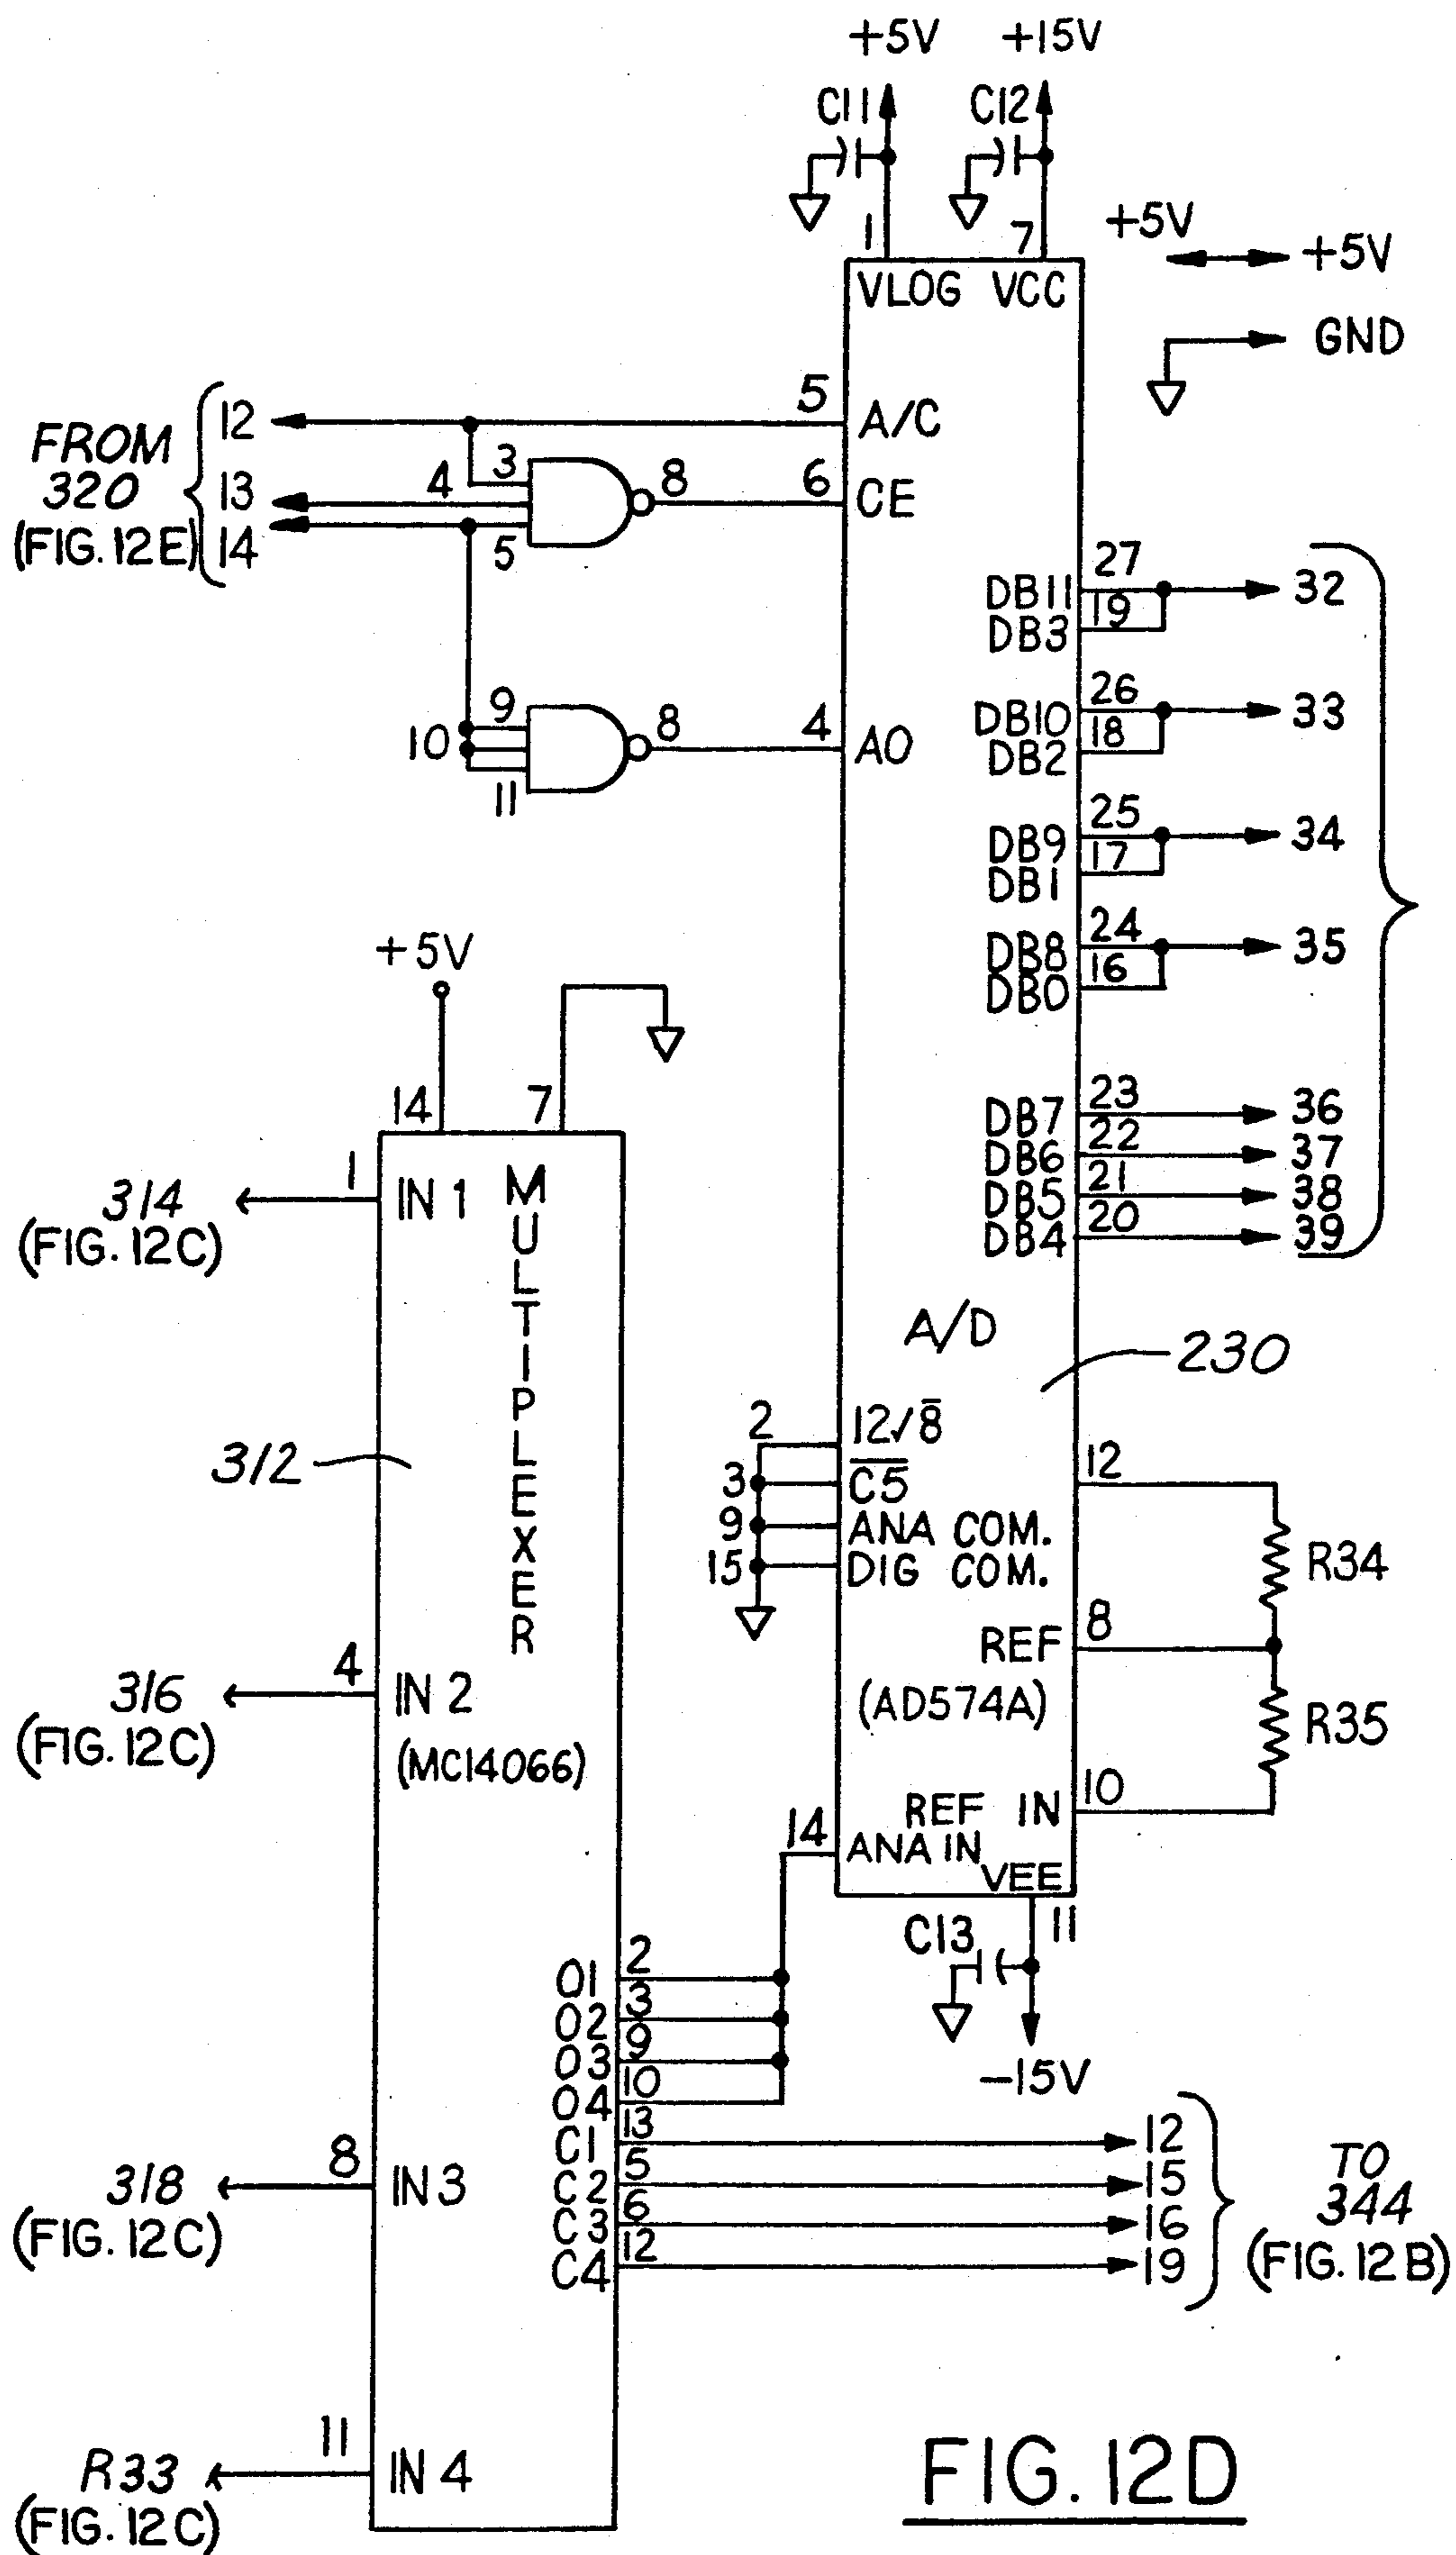 +5V +15V
C11 C12
1 7
+5V
+5V
VLOG VCC
GND
FROM
320
(FIG. 12E)
12
13
14
5 A/C
3
4
5
8
6 CE
9
10
11
8
4 A0
DB11 27 32
DB3 19
DB10 26 33
DB2 18
DB9 25 34
DB1 17
DB8 24 35
DB0 16
DB7 23 36
DB6 22 37
DB5 21 38
DB4 20 39
+5V
14 7
314
(FIG. 12C)
1 IN 1
MULTIPLEXER
A/D
230
312
2 12/8̅
3 C̅5̅
9 ANA COM.
15 DIG COM.
12
R34
REF 8
(AD574A)
R35
316
(FIG. 12C)
4 IN 2
(MC14066)
REF IN 10
14 ANA IN
VEE
C13 11
-15V
O1 2
O2 3
O3 9
O4 10
C1 13 12
C2 5 15
C3 6 16
C4 12 19
TO
344
(FIG. 12B)
318
(FIG. 12C)
8 IN 3
R33
(FIG. 12C)
11 IN 4
FIG. 12D